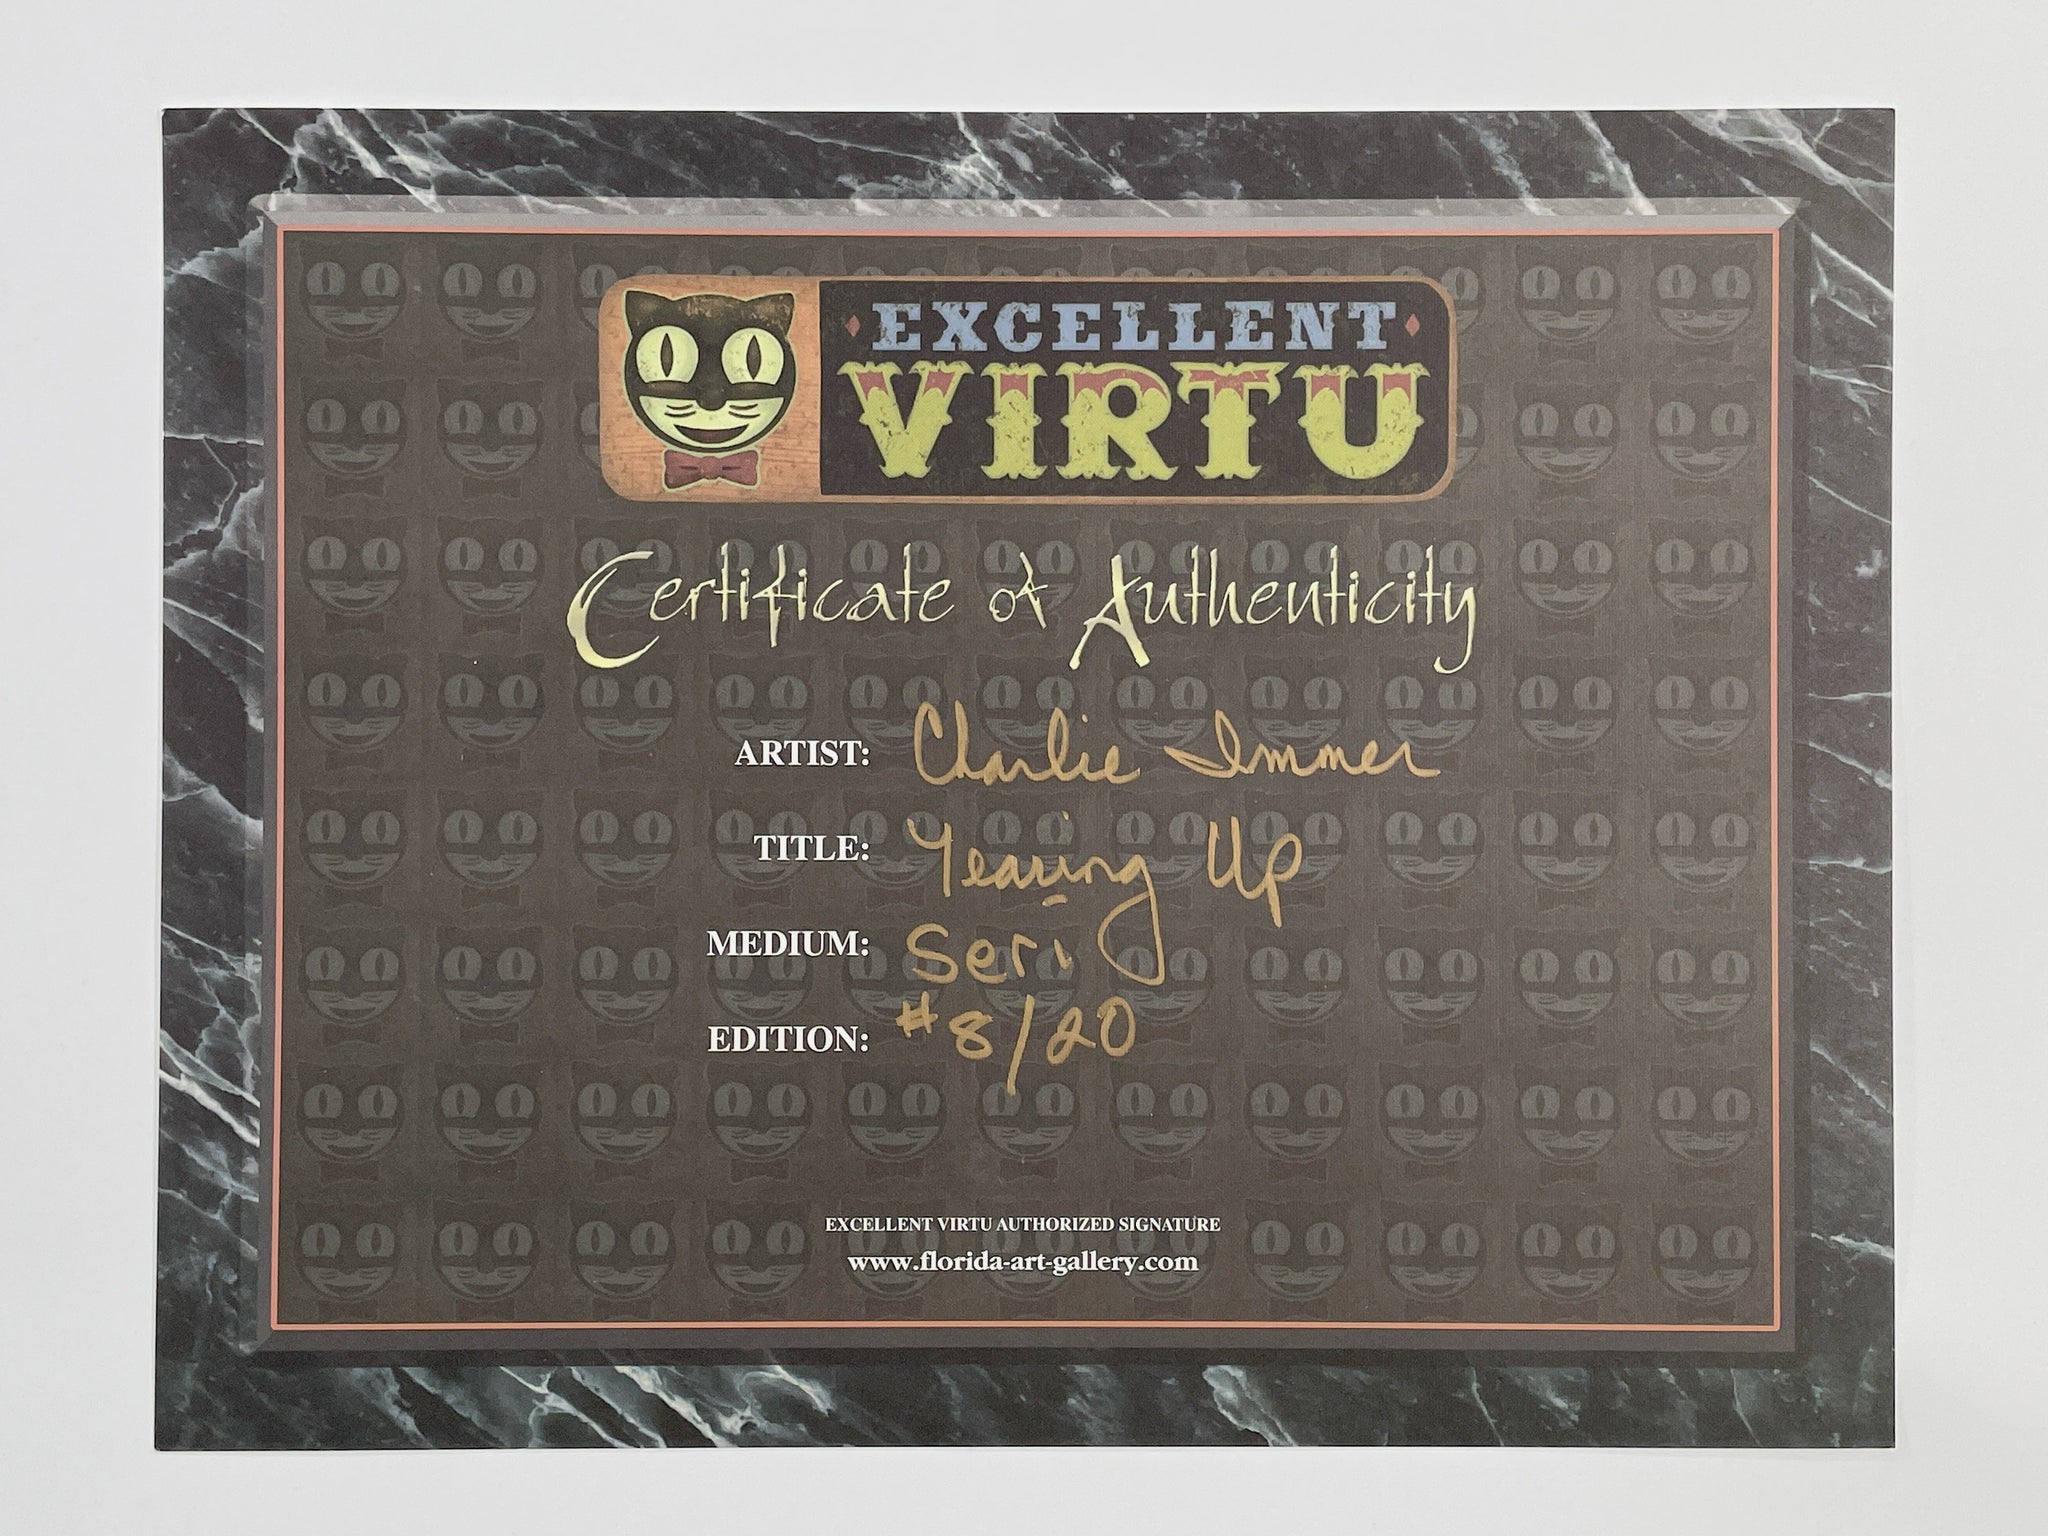 EXCELLENT
VIRTU
Certificate of Authenticity
ARTIST: Charlie Immer
TITLE: Tearing Up
MEDIUM: Seri
EDITION: #8/20
EXCELLENT VIRTU AUTHORIZED SIGNATURE
www.florida-art-gallery.com